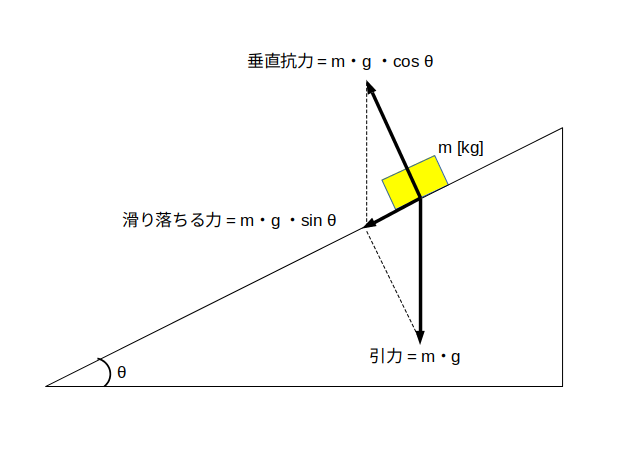 垂直抗力 = m・g ・cos θ
m [kg]
滑り落ちる力 = m・g ・sin θ
引力 = m・g
θ